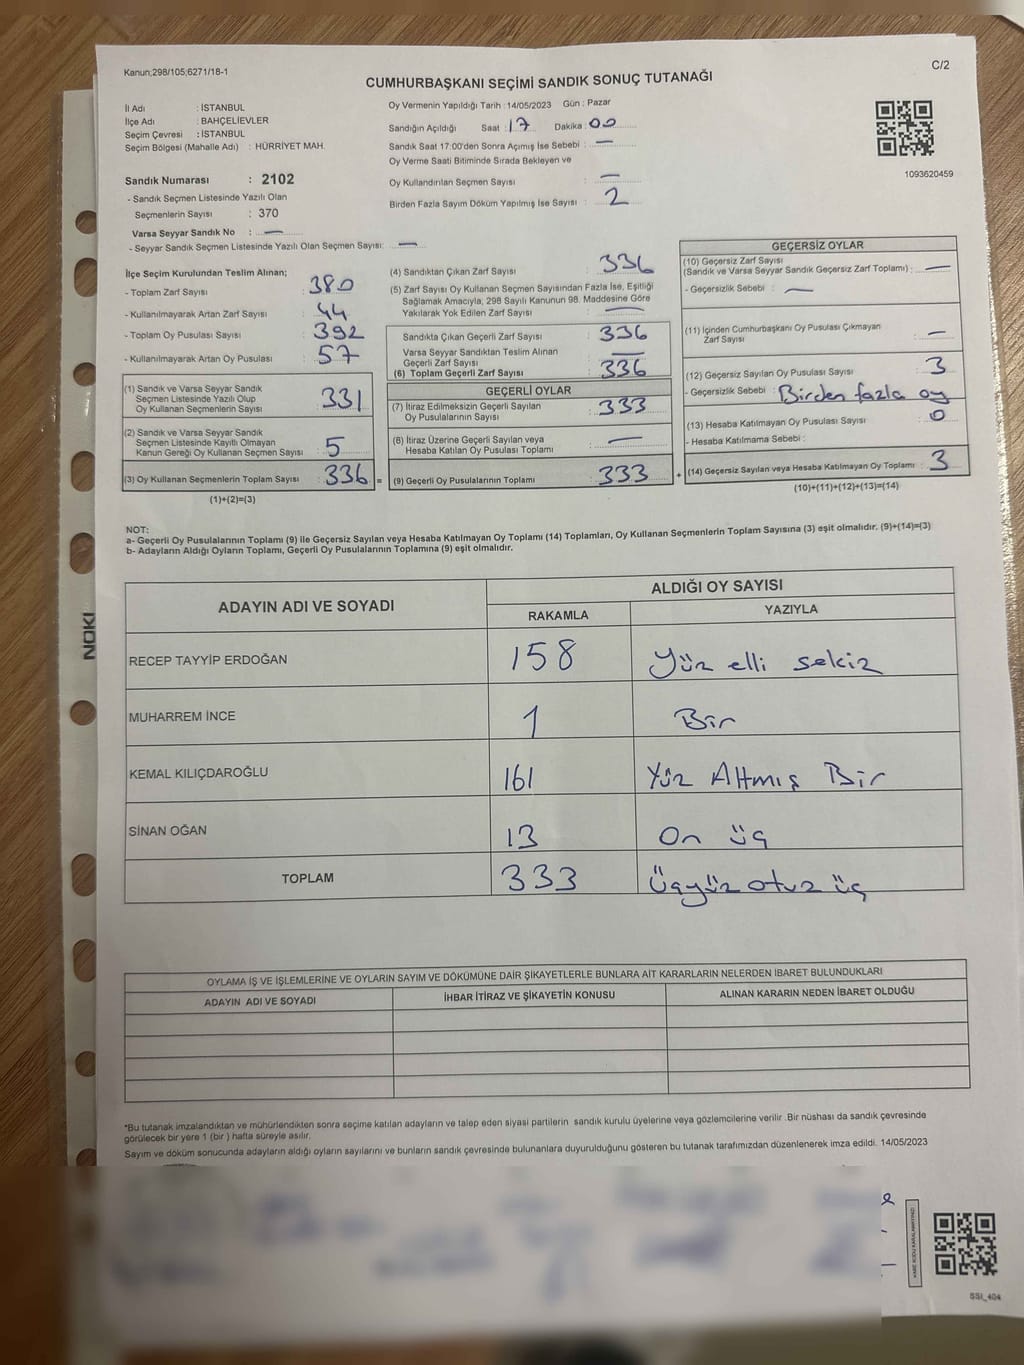 Kanun;298/105;6271/18-1
C/2
CUMHURBAŞKANI SEÇİMİ SANDIK SONUÇ TUTANAĞI
İl Adı : İSTANBUL
İlçe Adı : BAHÇELİEVLER
Seçim Çevresi : İSTANBUL
Seçim Bölgesi (Mahalle Adı) : HÜRRİYET MAH.
Sandık Numarası : 2102
- Sandık Seçmen Listesinde Yazılı Olan
Seçmenlerin Sayısı : 370
Varsa Seyyar Sandık No : —
- Seyyar Sandık Seçmen Listesinde Yazılı Olan Seçmen Sayısı: —
Oy Vermenin Yapıldığı Tarih : 14/05/2023 Gün : Pazar
Sandığın Açıldığı Saat : 17 Dakika : 00
Sandık Saat 17:00'den Sonra Açımış İse Sebebi : —
Oy Verme Saati Bitiminde Sırada Bekleyen ve
Oy Kullandırılan Seçmen Sayısı : —
Birden Fazla Sayım Döküm Yapılmış İse Sayısı : 2
1093620459
İlçe Seçim Kurulundan Teslim Alınan;
- Toplam Zarf Sayısı : 380
- Kullanılmayarak Artan Zarf Sayısı : 44
- Toplam Oy Pusulası Sayısı : 392
- Kullanılmayarak Artan Oy Pusulası : 57
(1) Sandık ve Varsa Seyyar Sandık
Seçmen Listesinde Yazılı Olup
Oy Kullanan Seçmenlerin Sayısı : 331
(2) Sandık ve Varsa Seyyar Sandık
Seçmen Listesinde Kayıtlı Olmayan
Kanun Gereği Oy Kullanan Seçmen Sayısı : 5
(3) Oy Kullanan Seçmenlerin Toplam Sayısı : 336 =
(1)+(2)=(3)
(4) Sandıktan Çıkan Zarf Sayısı : 336
(5) Zarf Sayısı Oy Kullanan Seçmen Sayısından Fazla İse, Eşitliği
Sağlamak Amacıyla, 298 Sayılı Kanunun 98. Maddesine Göre
Yakılarak Yok Edilen Zarf Sayısı : —
Sandıkta Çıkan Geçerli Zarf Sayısı : 336
Varsa Seyyar Sandıktan Teslim Alınan
Geçerli Zarf Sayısı : —
(6) Toplam Geçerli Zarf Sayısı : 336
GEÇERLİ OYLAR
(7) İtiraz Edilmeksizin Geçerli Sayılan
Oy Pusulalarının Sayısı : 333
(8) İtiraz Üzerine Geçerli Sayılan veya
Hesaba Katılan Oy Pusulası Toplamı : —
(9) Geçerli Oy Pusulalarının Toplamı : 333 +
GEÇERSİZ OYLAR
(10) Geçersiz Zarf Sayısı
(Sandık ve Varsa Seyyar Sandık Geçersiz Zarf Toplamı) : —
- Geçersizlik Sebebi : —
(11) İçinden Cumhurbaşkanı Oy Pusulası Çıkmayan
Zarf Sayısı : —
(12) Geçersiz Sayılan Oy Pusulası Sayısı : 3
- Geçersizlik Sebebi : Birden fazla oy
(13) Hesaba Katılmayan Oy Pusulası Sayısı : 0
- Hesaba Katılmama Sebebi :
(14) Geçersiz Sayılan veya Hesaba Katılmayan Oy Toplamı : 3
(10)+(11)+(12)+(13)=(14)
NOT:
a- Geçerli Oy Pusulalarının Toplamı (9) ile Geçersiz Sayılan veya Hesaba Katılmayan Oy Toplamı (14) Toplamları, Oy Kullanan Seçmenlerin Toplam Sayısına (3) eşit olmalıdır. (9)+(14)=(3)
b- Adayların Aldığı Oyların Toplamı, Geçerli Oy Pusulalarının Toplamına (9) eşit olmalıdır.
ADAYIN ADI VE SOYADI
ALDIĞI OY SAYISI
RAKAMLA YAZIYLA
RECEP TAYYİP ERDOĞAN 158 Yüz elli sekiz
MUHARREM İNCE 1 Bir
KEMAL KILIÇDAROĞLU 161 Yüz Altmış Bir
SİNAN OĞAN 13 On üç
TOPLAM 333 Üçyüz otuz üç
OYLAMA İŞ VE İŞLEMLERİNE VE OYLARIN SAYIM VE DÖKÜMÜNE DAİR ŞİKAYETLERLE BUNLARA AİT KARARLARIN NELERDEN İBARET BULUNDUKLARI
ADAYIN ADI VE SOYADI İHBAR İTİRAZ VE ŞİKAYETİN KONUSU ALINAN KARARIN NEDEN İBARET OLDUĞU
*Bu tutanak imzalandıktan ve mühürlendikten sonra seçime katılan adayların ve talep eden siyasi partilerin sandık kurulu üyelerine veya gözlemcilerine verilir .Bir nüshası da sandık çevresinde
görülecek bir yere 1 (bir ) hafta süreyle asılır.
Sayım ve döküm sonucunda adayların aldığı oyların sayılarını ve bunların sandık çevresinde bulunanlara duyurulduğunu gösteren bu tutanak tarafımızdan düzenlenerek imza edildi. 14/05/2023
KARE KODU KARALAMAYINIZ!
SSI_404
NOKI